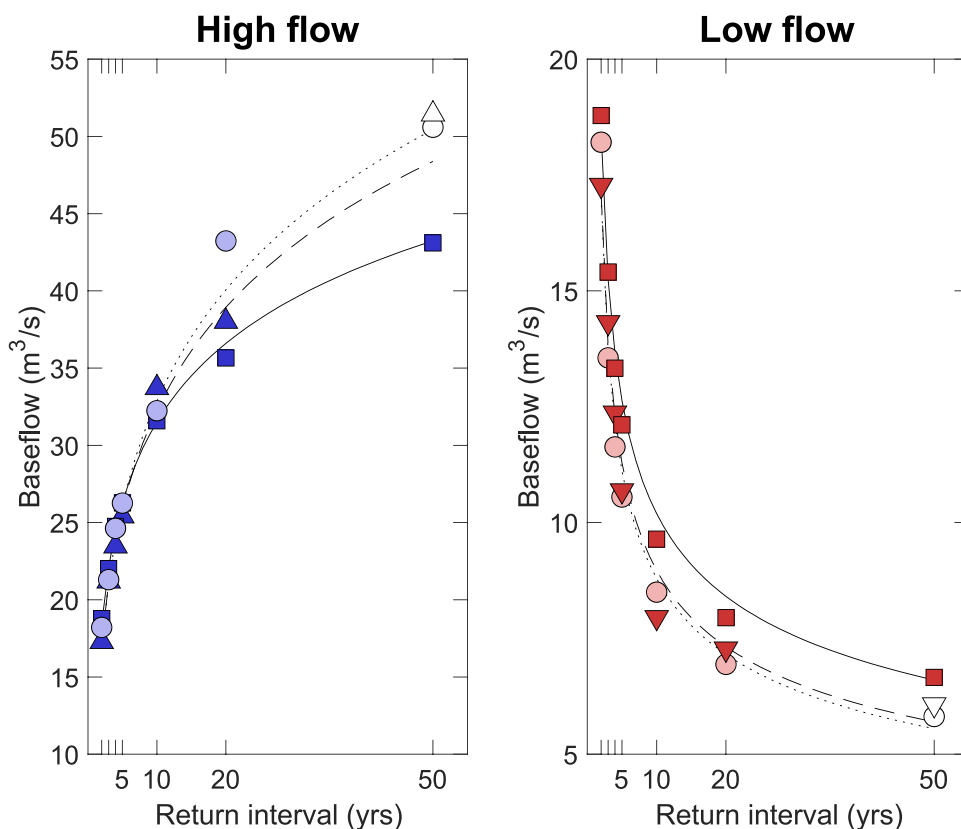 High flow
55
50
45
40
35
30
25
20
15
10
Baseflow (m³/s)
5 10 20 50
Return interval (yrs)
Low flow
20
15
10
5
Baseflow (m³/s)
5 10 20 50
Return interval (yrs)